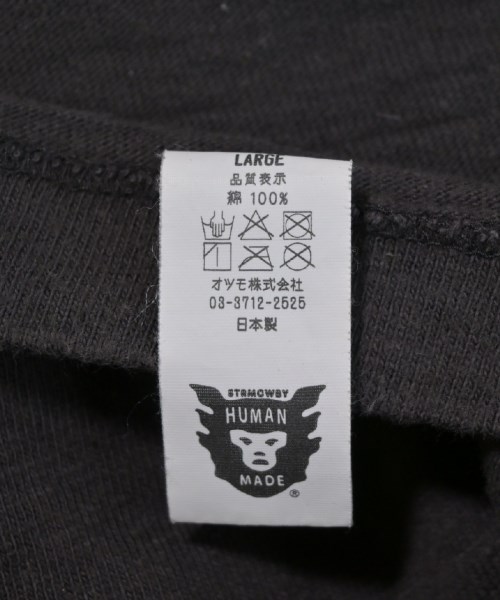 LARGE
品質表示
綿 100%
オツモ株式会社
03-3712-2525
日本製
STRMCWBY
HUMAN
MADE
®